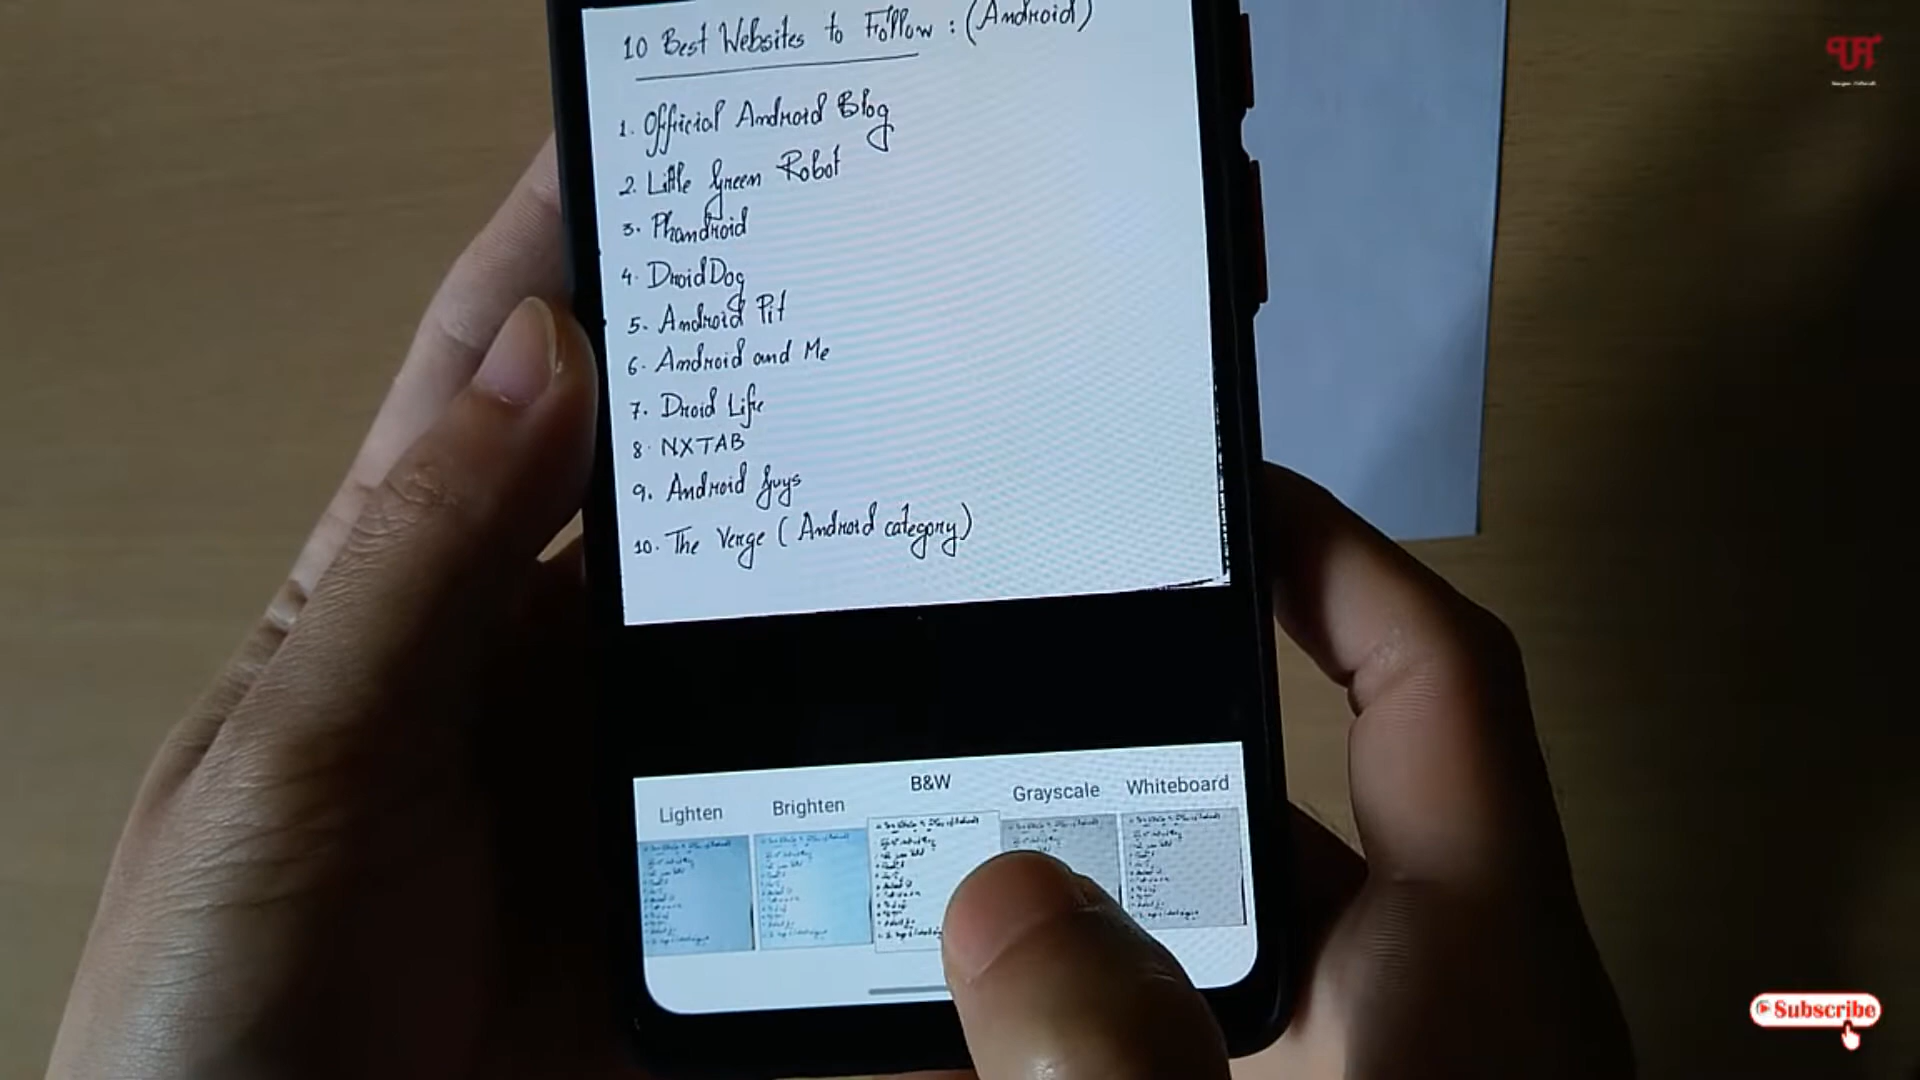 10 Best Websites to Follow : (Android)
1. Official Android Blog
2. Little Green Robot
3. Phandroid
4. DroidDog
5. Android Pit
6. Android and Me
7. Droid Life
8. NXTAB
9. Android Guys
10. The Verge (Android category)
Lighten
Brighten
B&W
Grayscale
Whiteboard
Subscribe